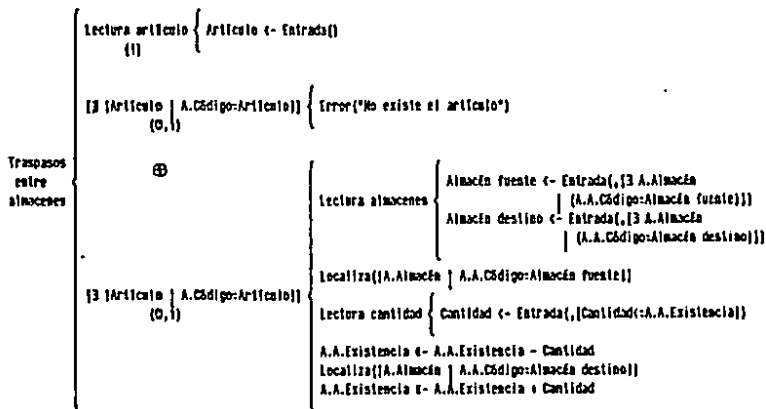 Lectura artículo { Artículo <- Entrada()
(1)
[∃ {Artículo | A.Código=Artículo}] { Error("No existe el artículo")
(0,1)
Traspasos
entre
almacenes
⊕
Lectura almacenes
Almacén fuente <- Entrada(,[∃ A.Almacén
| (A.A.Código=Almacén fuente)])
Almacén destino <- Entrada(,[∃ A.Almacén
| (A.A.Código=Almacén destino)])
[∃ {Artículo | A.Código=Artículo}]
(0,1)
Localiza({A.Almacén | A.A.Código=Almacén fuente})
Lectura cantidad { Cantidad <- Entrada(,[Cantidad<=A.A.Existencia])
A.A.Existencia <- A.A.Existencia - Cantidad
Localiza({A.Almacén | A.A.Código=Almacén destino})
A.A.Existencia <- A.A.Existencia + Cantidad